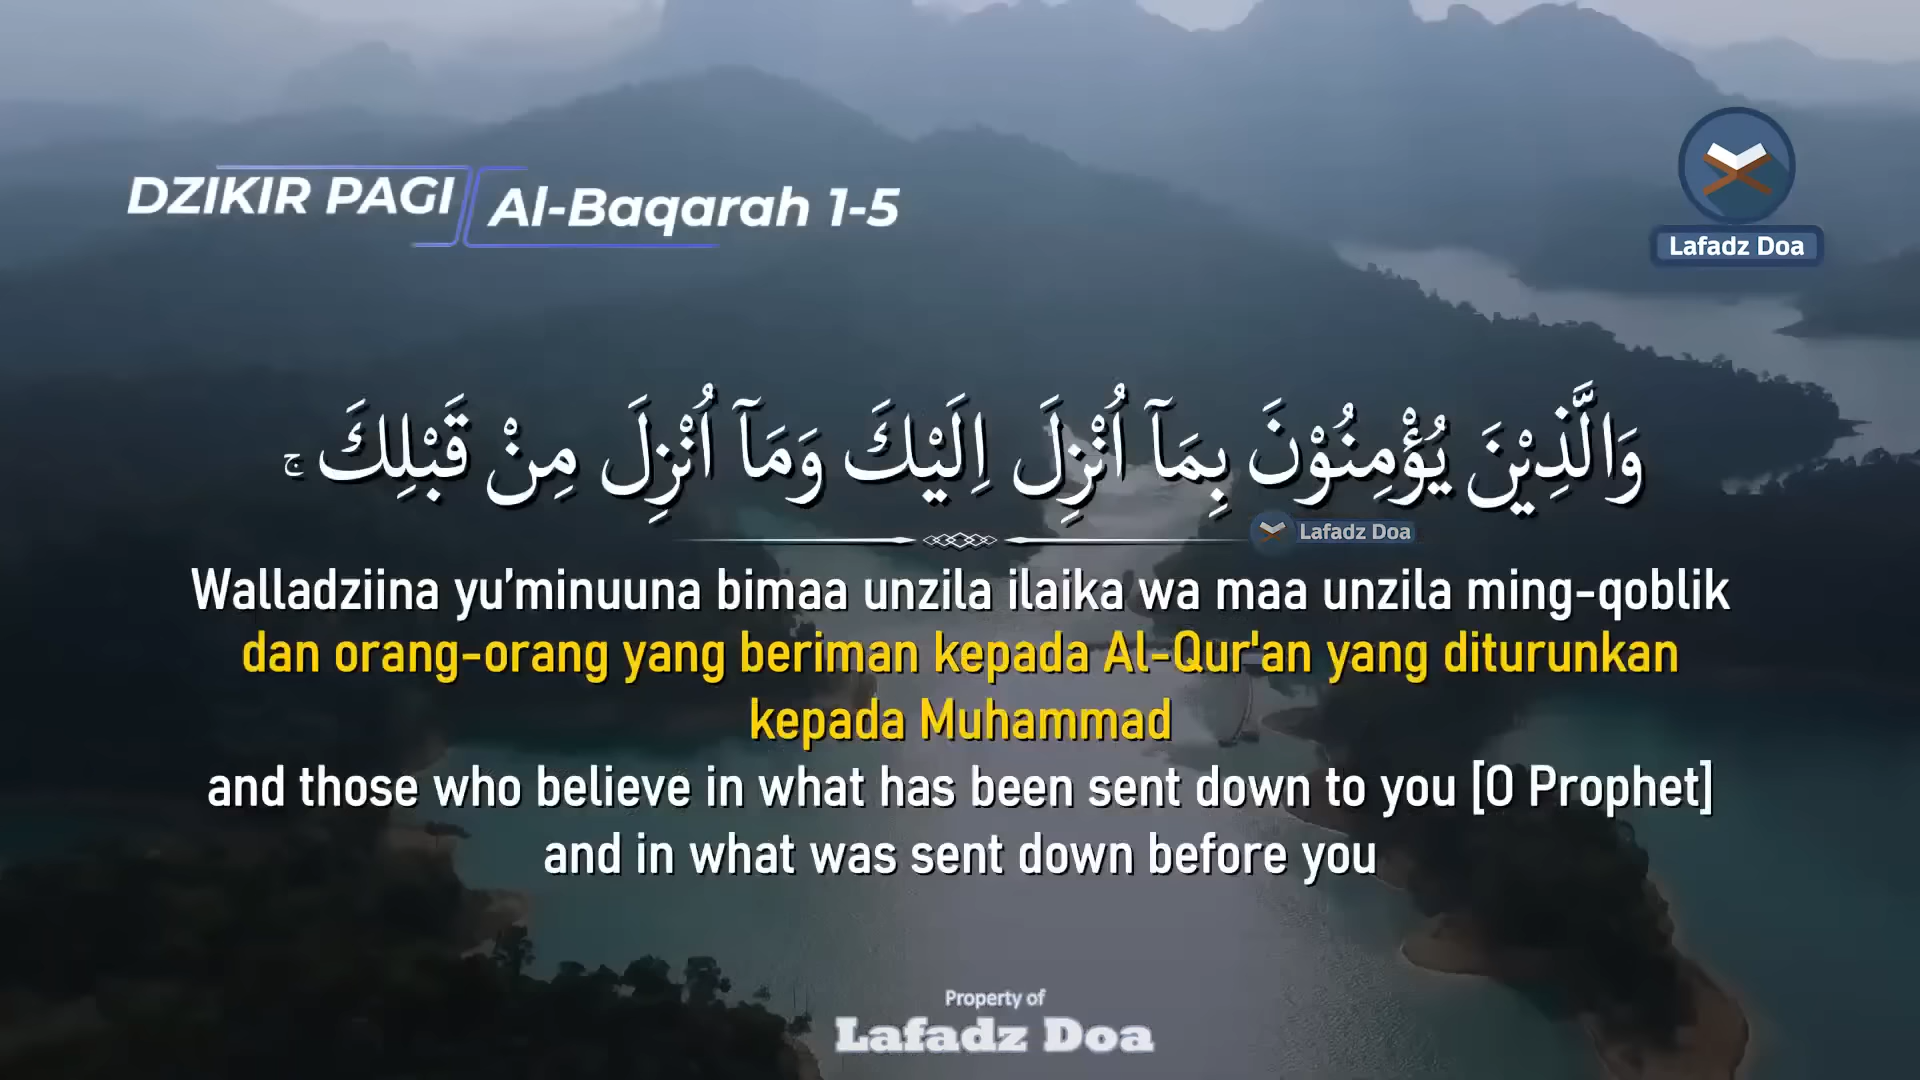 DZIKIR PAGI
Al-Baqarah 1-5
Lafadz Doa
وَالَّذِيْنَ يُؤْمِنُوْنَ بِمَآ اُنْزِلَ اِلَيْكَ وَمَآ اُنْزِلَ مِنْ قَبْلِكَ ۚ
Lafadz Doa
Walladziina yu’minuuna bimaa unzila ilaika wa maa unzila ming-qoblik
dan orang-orang yang beriman kepada Al-Qur'an yang diturunkan
kepada Muhammad
and those who believe in what has been sent down to you [O Prophet]
and in what was sent down before you
Property of
Lafadz Doa